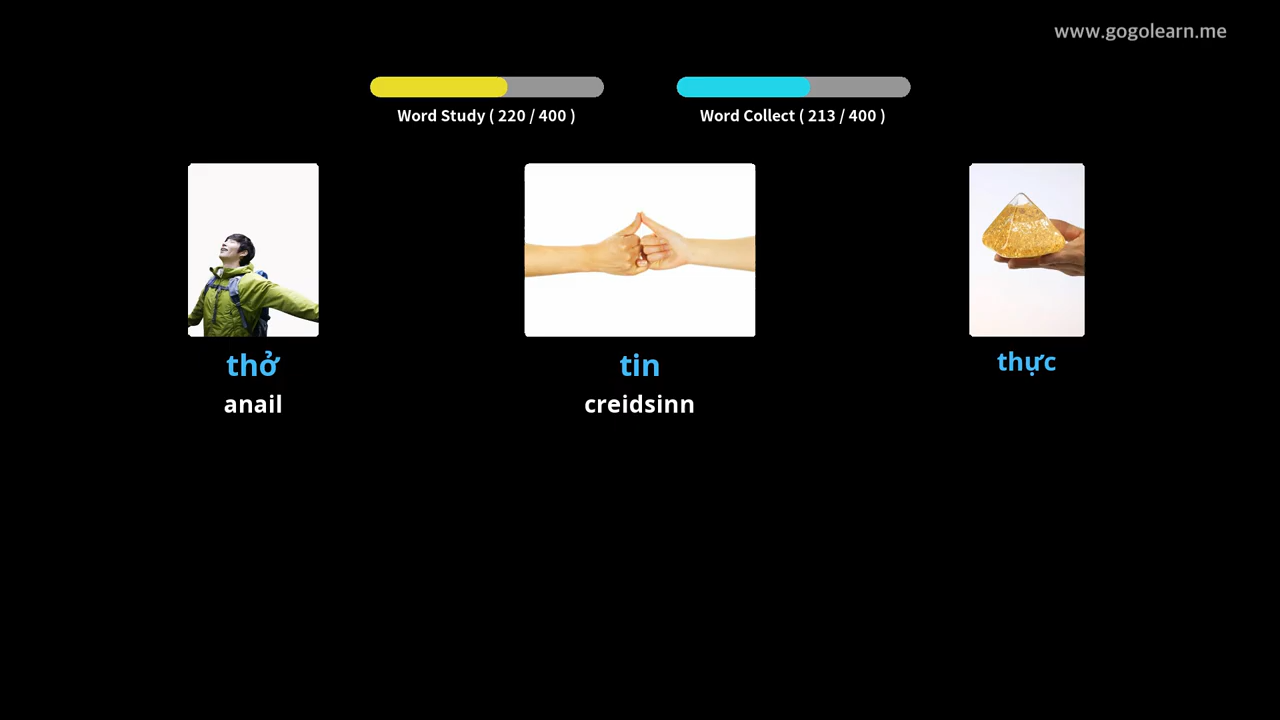 www.gogolearn.me
Word Study ( 220 / 400 )
Word Collect ( 213 / 400 )
thở
tin
thực
anail
creidsinn